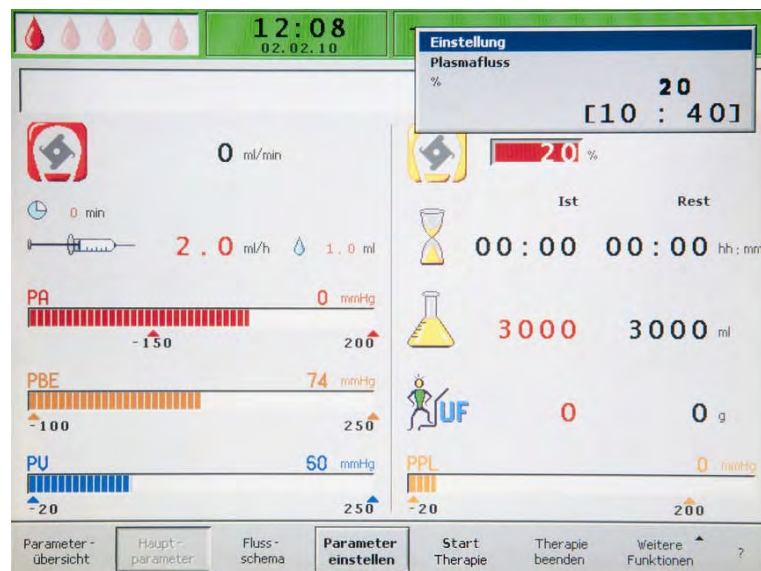 12:08
02.02.10
Einstellung
Plasmafluss
% 20
[10 : 40]
0 ml/min
20 %
0 min
Ist Rest
2.0 ml/h 1.0 ml
00:00 00:00 hh:mm
PA 0 mmHg
-150 200
3000 3000 ml
PBE 74 mmHg
-100 250
UF 0 0 g
PV 50 mmHg
-20 250
PPL 0 mmHg
-20 200
Parameter-
übersicht
Haupt-
parameter
Fluss-
schema
Parameter
einstellen
Start
Therapie
Therapie
beenden
Weitere
Funktionen
?